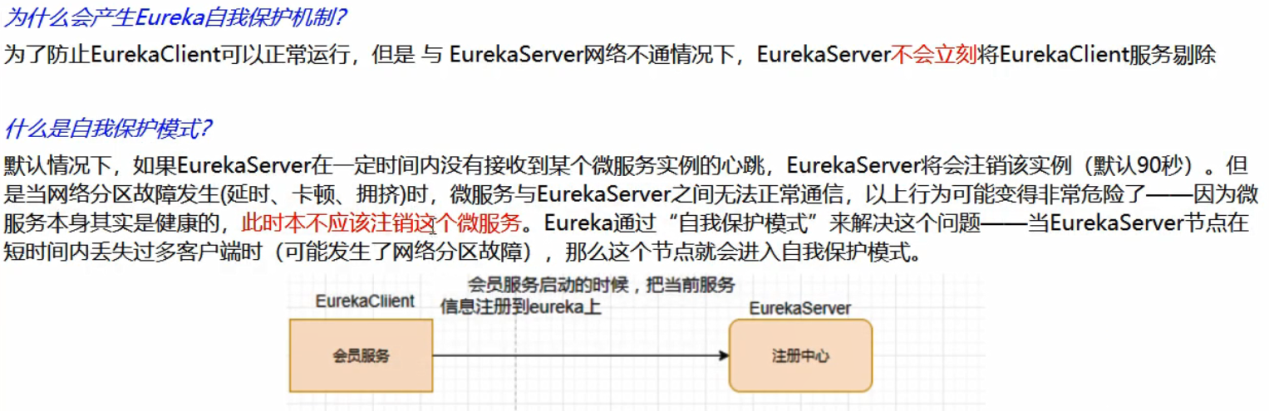 为什么会产生Eureka自我保护机制?
为了防止EurekaClient可以正常运行，但是 与 EurekaServer网络不通情况下，EurekaServer不会立刻将EurekaClient服务剔除
什么是自我保护模式?
默认情况下，如果EurekaServer在一定时间内没有接收到某个微服务实例的心跳，EurekaServer将会注销该实例（默认90秒）。但
是当网络分区故障发生(延时、卡顿、拥挤)时，微服务与EurekaServer之间无法正常通信，以上行为可能变得非常危险了——因为微
服务本身其实是健康的，此时本不应该注销这个微服务。Eureka通过“自我保护模式”来解决这个问题——当EurekaServer节点在
短时间内丢失过多客户端时（可能发生了网络分区故障），那么这个节点就会进入自我保护模式。
会员服务启动的时候，把当前服务
信息注册到eureka上
EurekaCliient
EurekaServer
会员服务
注册中心